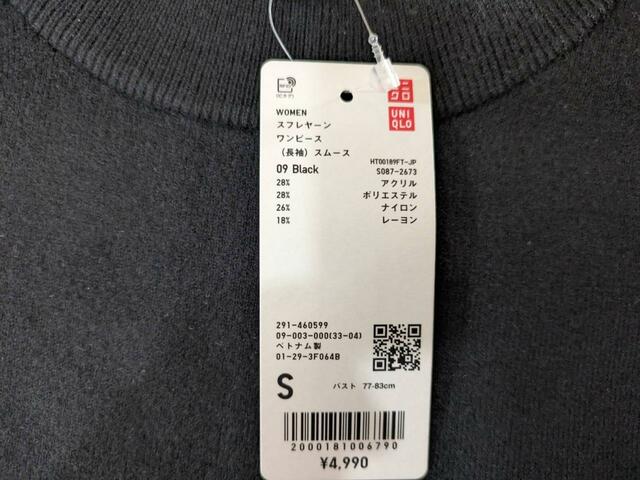 ニ
クロ
UNI
QLO
WOMEN
スフレヤーン
ワンピース
（長袖）スムース
HT00189FT-JP
09 Black S087-2673
28% アクリル
28% ポリエステル
26% ナイロン
18% レーヨン
291-460599
09-003-000(33-04)
ベトナム製
01-29-3F064B
S バスト 77-83cm
2000181006790
¥4,990